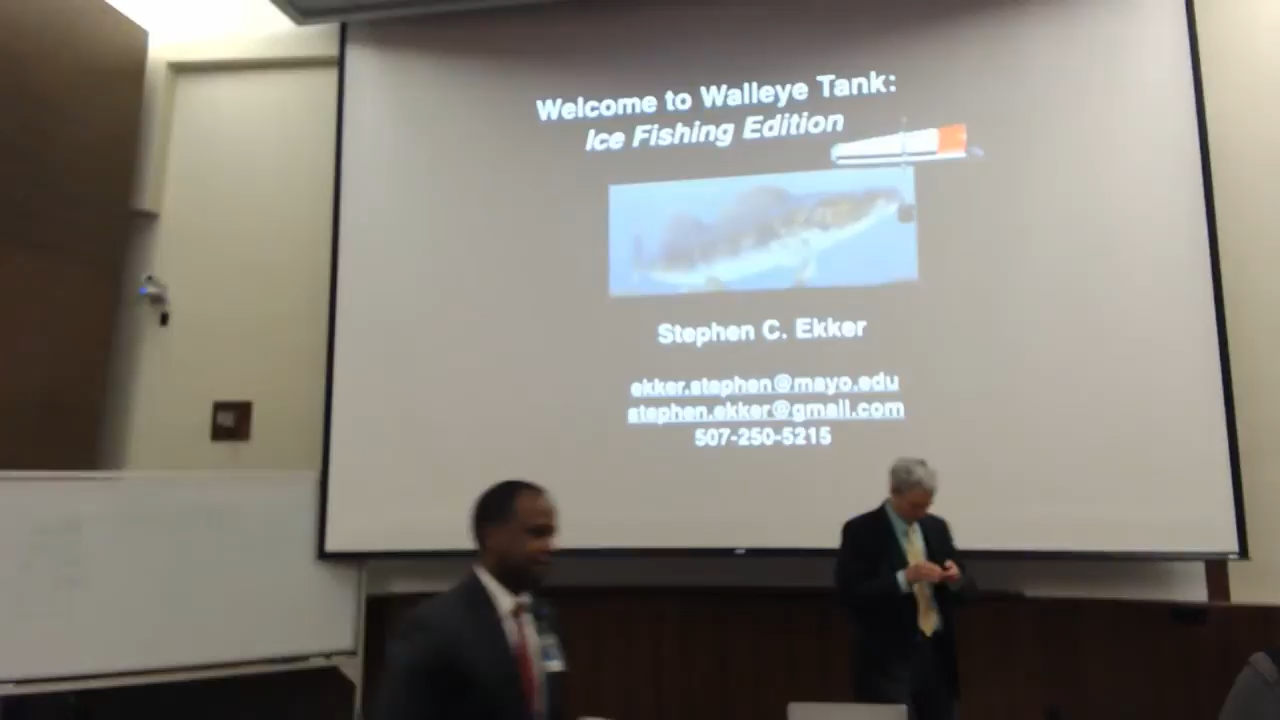 Welcome to Walleye Tank:
Ice Fishing Edition
Stephen C. Ekker
ekker.stephen@mayo.edu
stephen.ekker@gmail.com
507-250-5215